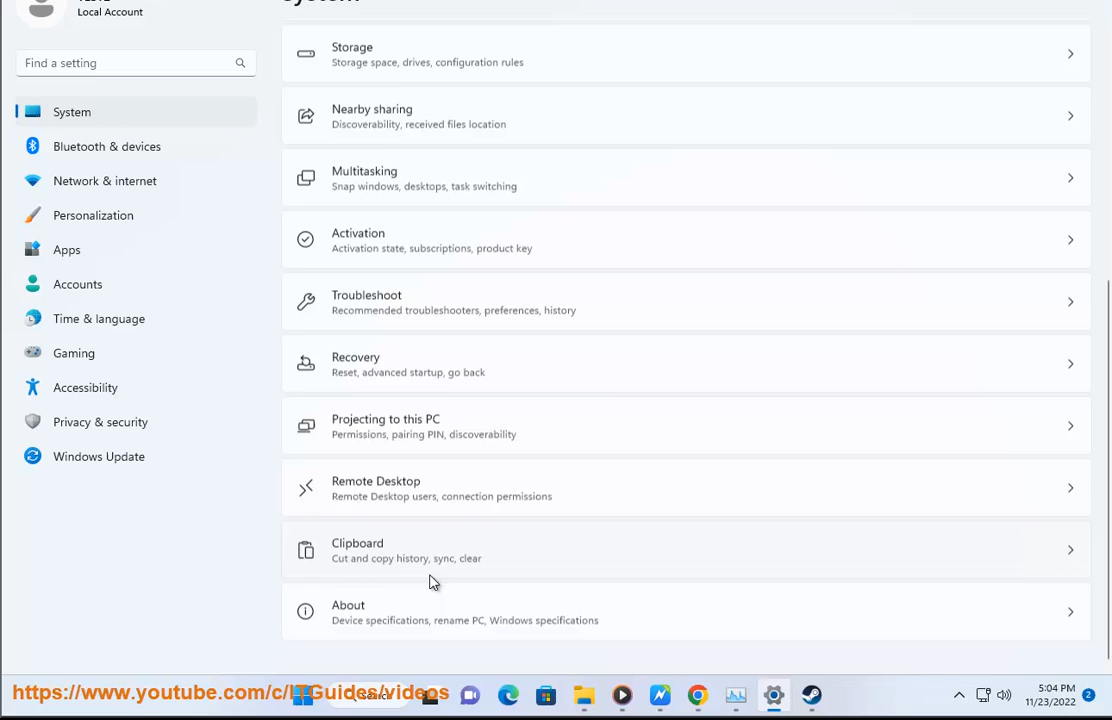 Local Account
Find a setting
System
Bluetooth & devices
Network & internet
Personalization
Apps
Accounts
Time & language
Gaming
Accessibility
Privacy & security
Windows Update
System
Storage
Storage space, drives, configuration rules
Nearby sharing
Discoverability, received files location
Multitasking
Snap windows, desktops, task switching
Activation
Activation state, subscriptions, product key
Troubleshoot
Recommended troubleshooters, preferences, history
Recovery
Reset, advanced startup, go back
Projecting to this PC
Permissions, pairing PIN, discoverability
Remote Desktop
Remote Desktop users, connection permissions
Clipboard
Cut and copy history, sync, clear
About
Device specifications, rename PC, Windows specifications
https://www.youtube.com/c/ITGuides/videos
5:04 PM
11/23/2022
2